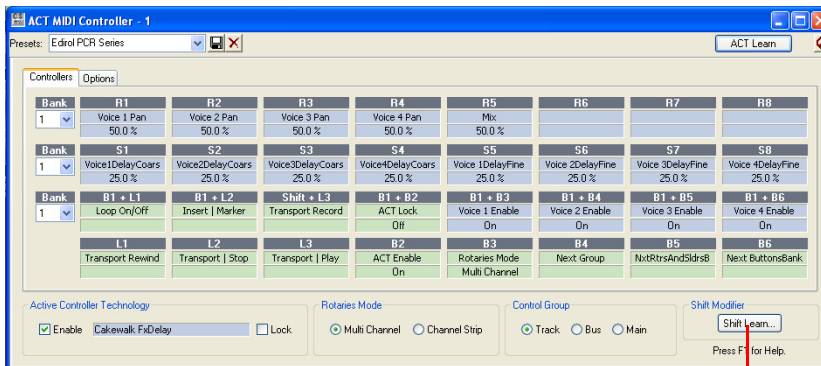 ACT MIDI Controller - 1
Presets: Edirol PCR Series ACT Learn
Controllers Options
Bank R1 R2 R3 R4 R5 R6 R7 R8
1 Voice 1 Pan Voice 2 Pan Voice 3 Pan Voice 4 Pan Mix
50.0 % 50.0 % 50.0 % 50.0 % 50.0 %
Bank S1 S2 S3 S4 S5 S6 S7 S8
1 Voice1DelayCoars Voice2DelayCoars Voice3DelayCoars Voice4DelayCoars Voice 1DelayFine Voice 2DelayFine Voice 3DelayFine Voice 4DelayFine
25.0 % 25.0 % 25.0 % 25.0 % 25.0 % 25.0 % 25.0 % 25.0 %
Bank B1 + L1 B1 + L2 Shift + L3 B1 + B2 B1 + B3 B1 + B4 B1 + B5 B1 + B6
1 Loop On/Off Insert | Marker Transport Record ACT Lock Voice 1 Enable Voice 2 Enable Voice 3 Enable Voice 4 Enable
Off On On On On
L1 L2 L3 B2 B3 B4 B5 B6
Transport Rewind Transport | Stop Transport | Play ACT Enable Rotaries Mode Next Group NxtRtrsAndSldrsB Next ButtonsBank
On Multi Channel
Active Controller Technology Rotaries Mode Control Group Shift Modifier
Enable Cakewalk FxDelay Lock Multi Channel Channel Strip Track Bus Main Shift Learn...
Press F1 for Help.